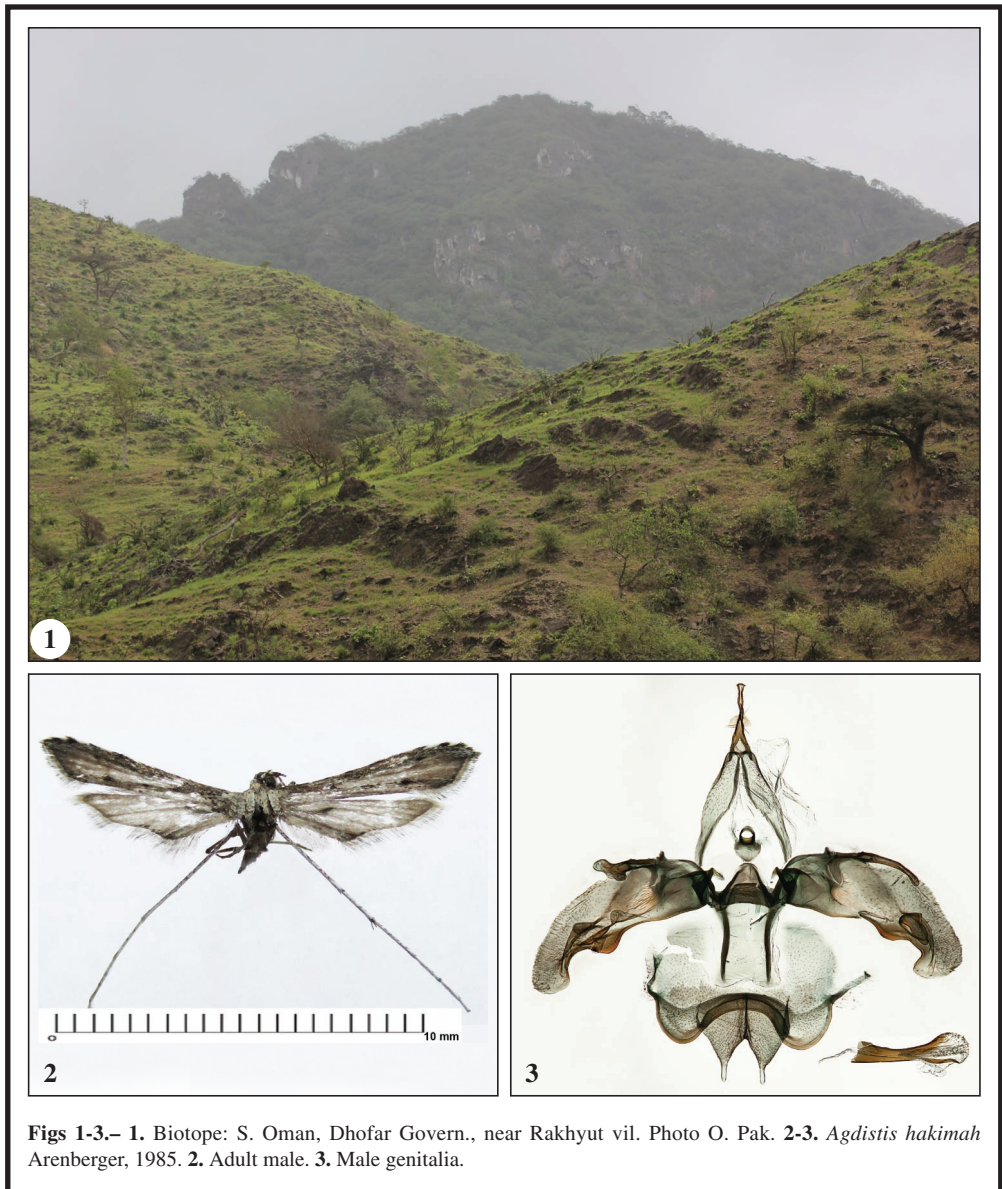 1
o
10 mm
2
3
Figs 1-3.– 1. Biotope: S. Oman, Dhofar Govern., near Rakhyut vil. Photo O. Pak. 2-3. Agdistis hakimah
Arenberger, 1985. 2. Adult male. 3. Male genitalia.